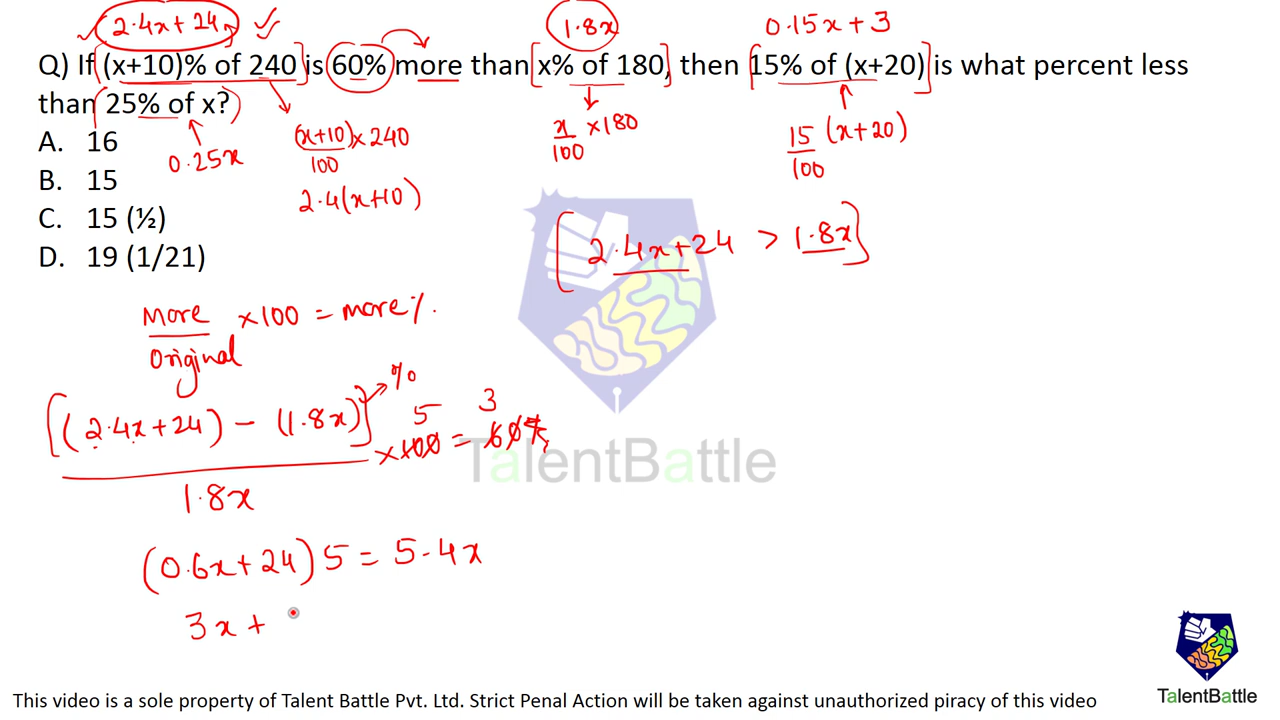 2.4x+24
1.8x
0.15x+3
Q) If (x+10)% of 240 is 60% more than x% of 180, then 15% of (x+20) is what percent less
than 25% of x?
A. 16
B. 15
C. 15 (½)
D. 19 (1/21)
0.25x
(x+10)/100 ×240
2.4(x+10)
x/100 ×180
15/100 (x+20)
[2.4x+24 > 1.8x]
More/Original ×100 = more%.
[(2.4x+24) - (1.8x)] %
1.8x
5 3
×100 = 60%
(0.6x+24) 5 = 5.4x
3x +
TalentBattle
TalentBattle
This video is a sole property of Talent Battle Pvt. Ltd. Strict Penal Action will be taken against unauthorized piracy of this video